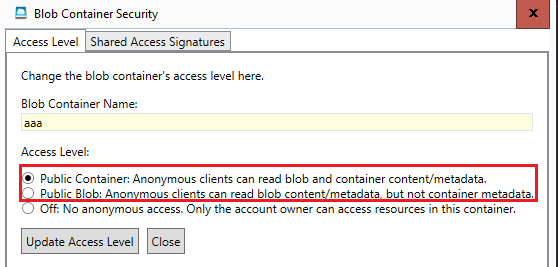 Blob Container Security
X
Access Level
Shared Access Signatures
Change the blob container's access level here.
Blob Container Name:
aaa
Access Level:
Public Container: Anonymous clients can read blob and container content/metadata.
Public Blob: Anonymous clients can read blob content/metadata, but not container metadata.
Off: No anonymous access. Only the account owner can access resources in this container.
Update Access Level
Close